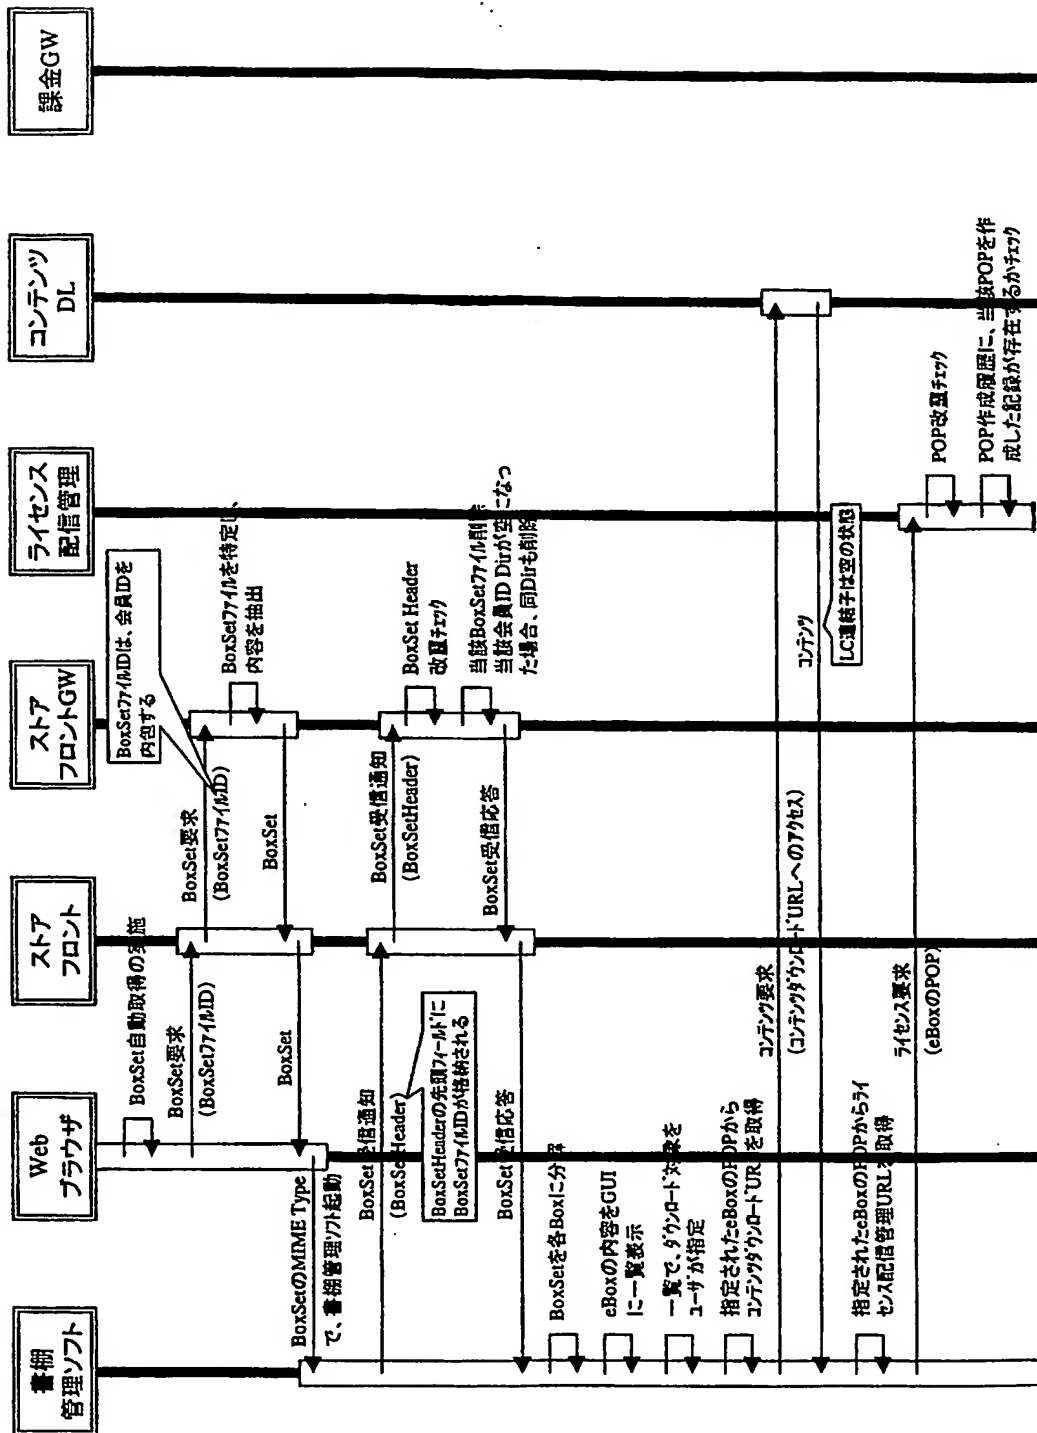 書棚
管理ソフト
Web
ブラウザ
ストア
フロント
ストア
フロントGW
ライセンス
配信管理
コンテンツ
DL
課金GW
BoxSet自動取得の実施
BoxSet要求
(BoxSetファイルID)
BoxSet要求
(BoxSetファイルID)
BoxSetファイルIDは、会員IDを
内包する
BoxSetファイルを特定し、
内容を抽出
BoxSet
BoxSet
BoxSetのMIME Type
で、書棚管理ソフト起動
BoxSet受信通知
(BoxSetHeader)
BoxSetHeaderの先頭フィールドに
BoxSetファイルIDが格納される
BoxSet受信通知
(BoxSetHeader)
BoxSet Header
改竄チェック
当該BoxSetファイル削除
当該会員ID Dirが空になっ
た場合、同Dirも削除
BoxSet受信応答
BoxSet受信応答
BoxSetを各Boxに分解
eBoxの内容をGUI
に一覧表示
一覧で、ダウンロード対象を
ユーザが指定
指定されたeBoxのPOPから
コンテンツダウンロードURLを取得
コンテンツ要求
(コンテンツダウンロードURLへのアクセス)
コンテンツ
LC連結子は空の状態
指定されたeBoxのPOPからライ
センス配信管理URLを取得
ライセンス要求
(eBoxのPOP)
POP改竄チェック
POP作成履歴に、当該POPを作
成した記録が存在するかチェック